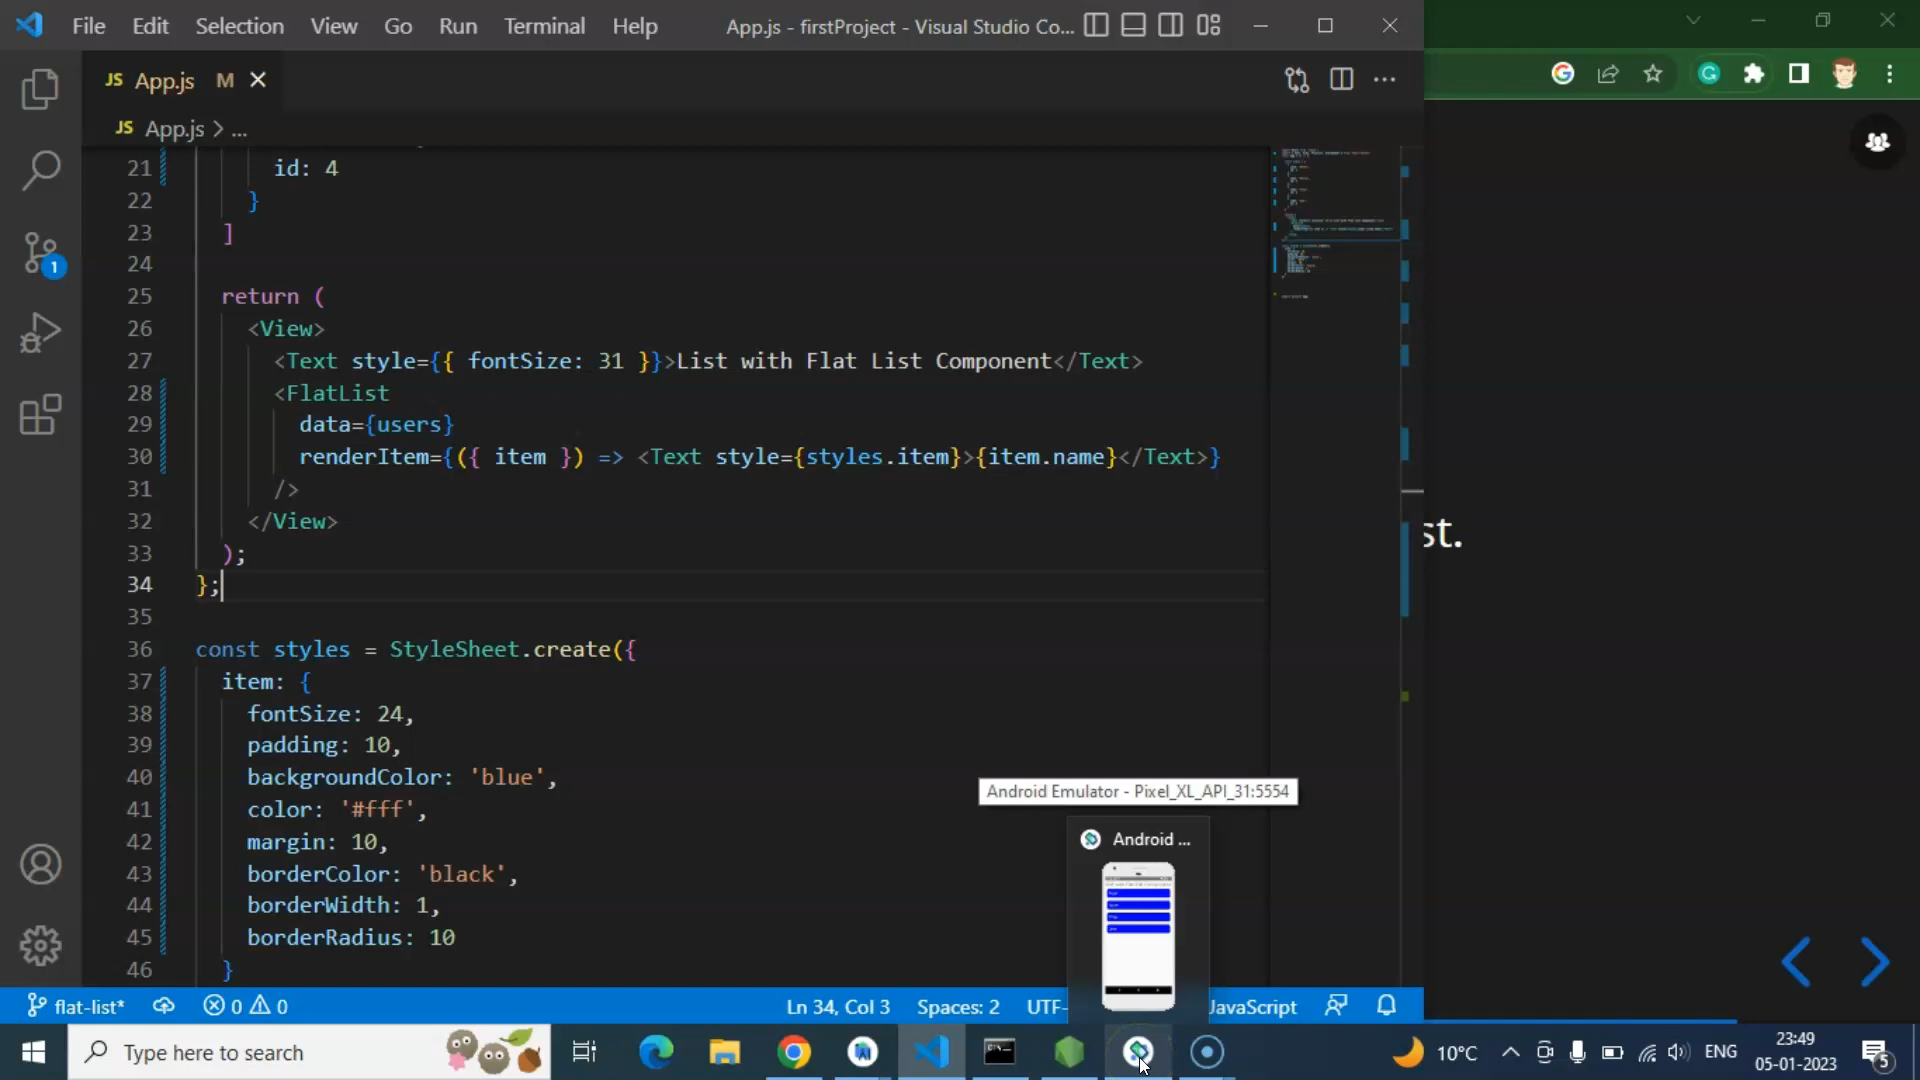 File Edit Selection View Go Run Terminal Help App.js - firstProject - Visual Studio Co...
JS App.js M
JS App.js > ...
21 id: 4
22 }
23 ]
24
25 return (
26 <View>
27 <Text style={{ fontSize: 31 }}>List with Flat List Component</Text>
28 <FlatList
29 data={users}
30 renderItem={({ item }) => <Text style={styles.item}>{item.name}</Text>}
31 />
32 </View>
33 );
34 };
35
36 const styles = StyleSheet.create({
37 item: {
38 fontSize: 24,
39 padding: 10,
40 backgroundColor: 'blue',
41 color: '#fff',
42 margin: 10,
43 borderColor: 'black',
44 borderWidth: 1,
45 borderRadius: 10
46 }
st.
Android Emulator - Pixel_XL_API_31:5554
Android ...
1
flat-list* 0 0 Ln 34, Col 3 Spaces: 2 UTF- JavaScript
Type here to search
10°C ENG
23:49
05-01-2023
5